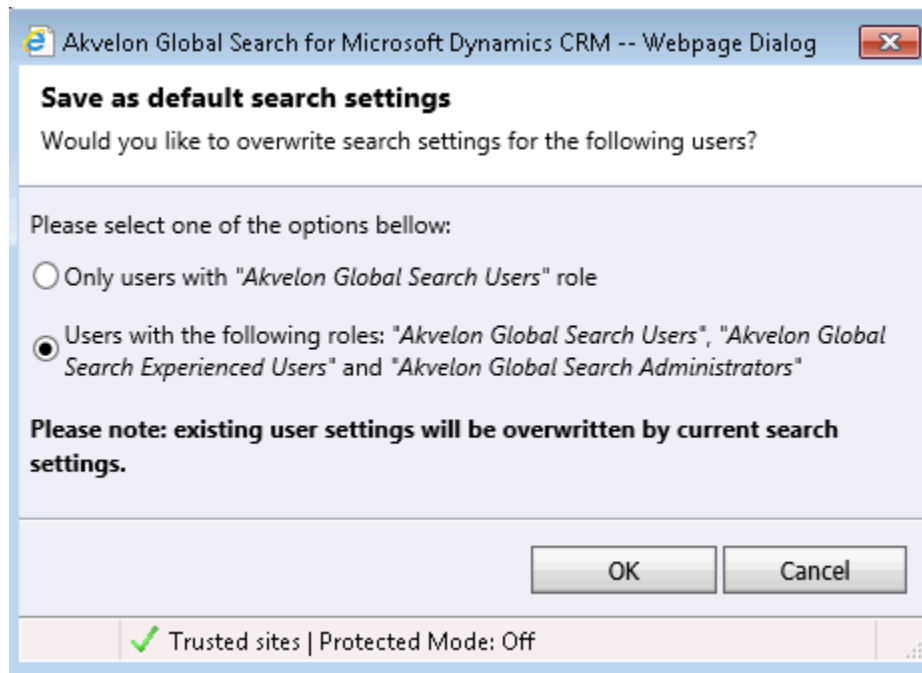 Akvelon Global Search for Microsoft Dynamics CRM -- Webpage Dialog
Save as default search settings
Would you like to overwrite search settings for the following users?
Please select one of the options bellow:
Only users with "Akvelon Global Search Users" role
Users with the following roles: "Akvelon Global Search Users", "Akvelon Global
Search Experienced Users" and "Akvelon Global Search Administrators"
Please note: existing user settings will be overwritten by current search
settings.
OK Cancel
Trusted sites | Protected Mode: Off